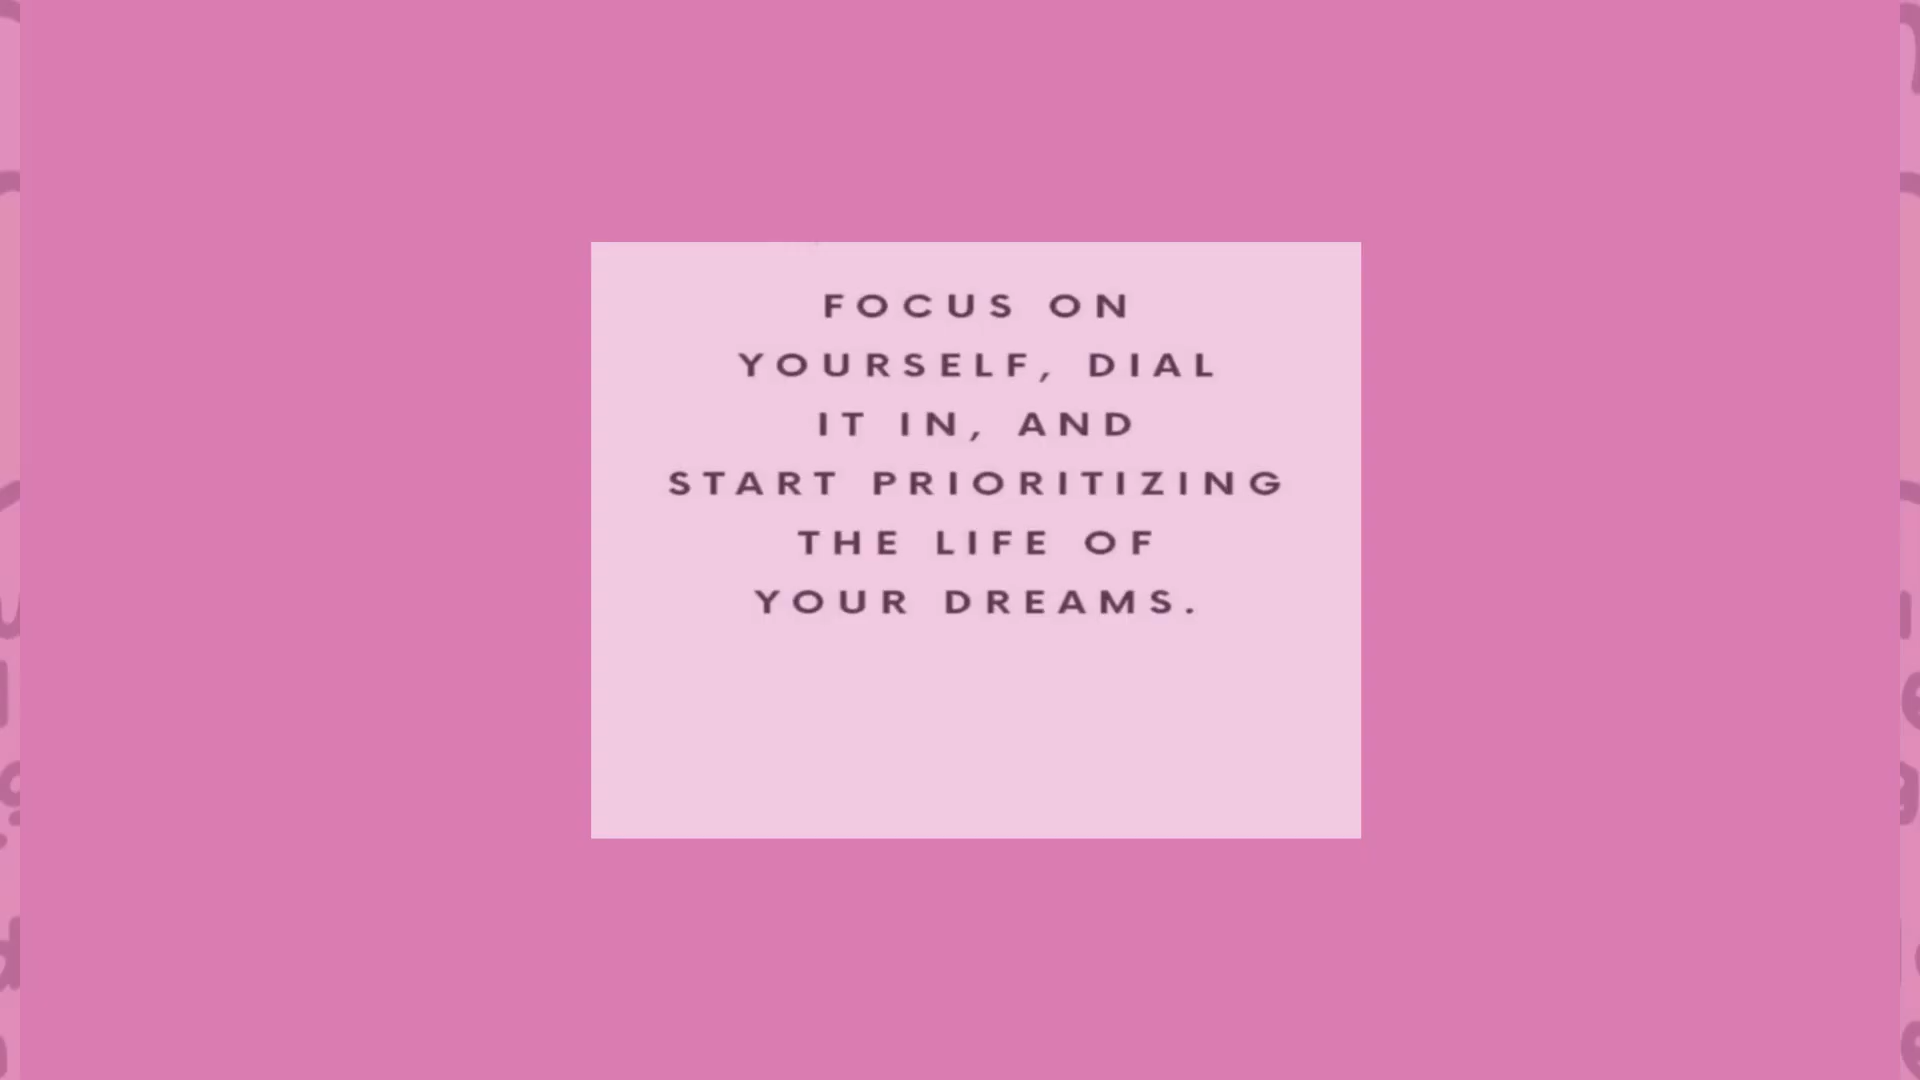 FOCUS ON
YOURSELF, DIAL
IT IN, AND
START PRIORITIZING
THE LIFE OF
YOUR DREAMS.